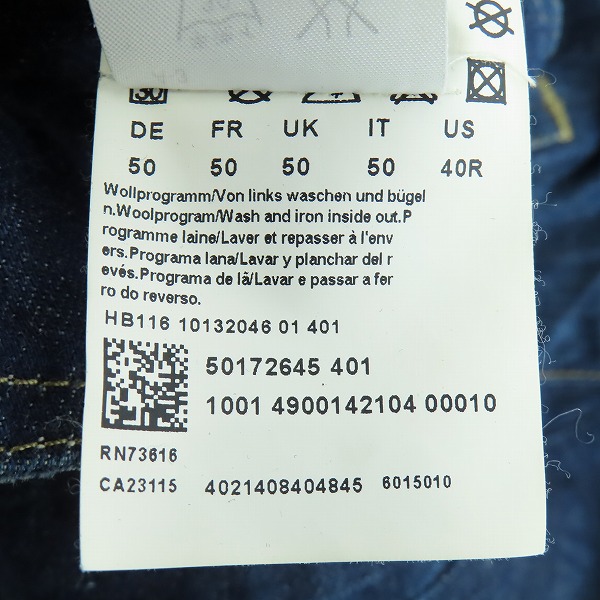 30
DE FR UK IT US
50 50 50 50 40R
Wollprogramm/Von links waschen und bügel
n.Woolprogram/Wash and iron inside out.P
rogramme laine/Laver et repasser à l'env
ers.Programa lana/Lavar y planchar del r
evés.Programa de lã/Lavar e passar a fer
ro do reverso.
HB116 10132046 01 401
50172645 401
1001 4900142104 00010
RN73616
CA23115 4021408404845 6015010